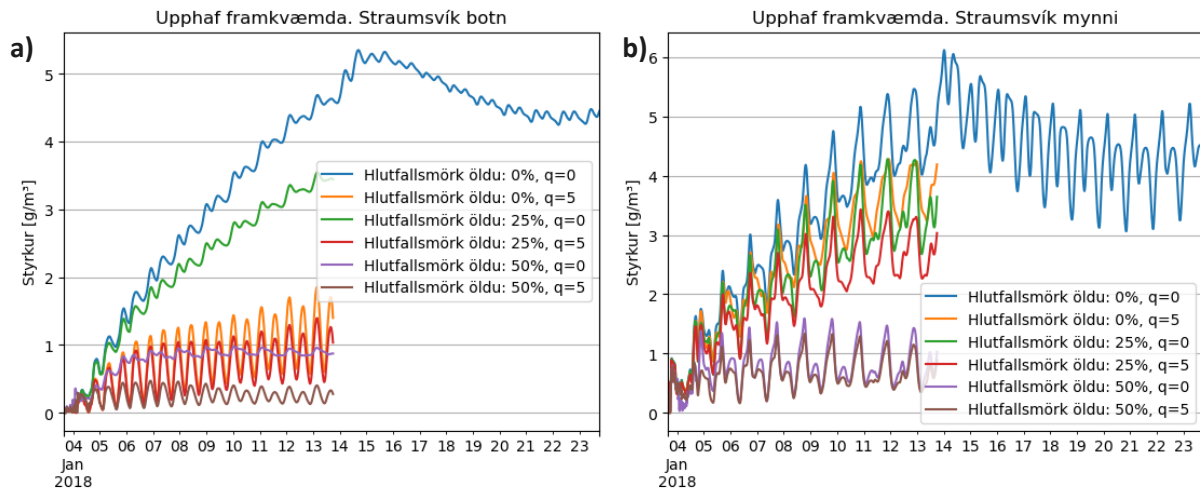 a)
Upphaf framkvæmda. Straumsvík botn
Styrkur [g/m³]
5
4
3
2
1
0
Hlutfallsmörk öldu: 0%, q=0
Hlutfallsmörk öldu: 0%, q=5
Hlutfallsmörk öldu: 25%, q=0
Hlutfallsmörk öldu: 25%, q=5
Hlutfallsmörk öldu: 50%, q=0
Hlutfallsmörk öldu: 50%, q=5
04 05 06 07 08 09 10 11 12 13 14 15 16 17 18 19 20 21 22 23
Jan
2018
b)
Upphaf framkvæmda. Straumsvík mynni
Styrkur [g/m³]
6
5
4
3
2
1
0
Hlutfallsmörk öldu: 0%, q=0
Hlutfallsmörk öldu: 0%, q=5
Hlutfallsmörk öldu: 25%, q=0
Hlutfallsmörk öldu: 25%, q=5
Hlutfallsmörk öldu: 50%, q=0
Hlutfallsmörk öldu: 50%, q=5
04 05 06 07 08 09 10 11 12 13 14 15 16 17 18 19 20 21 22 23
Jan
2018